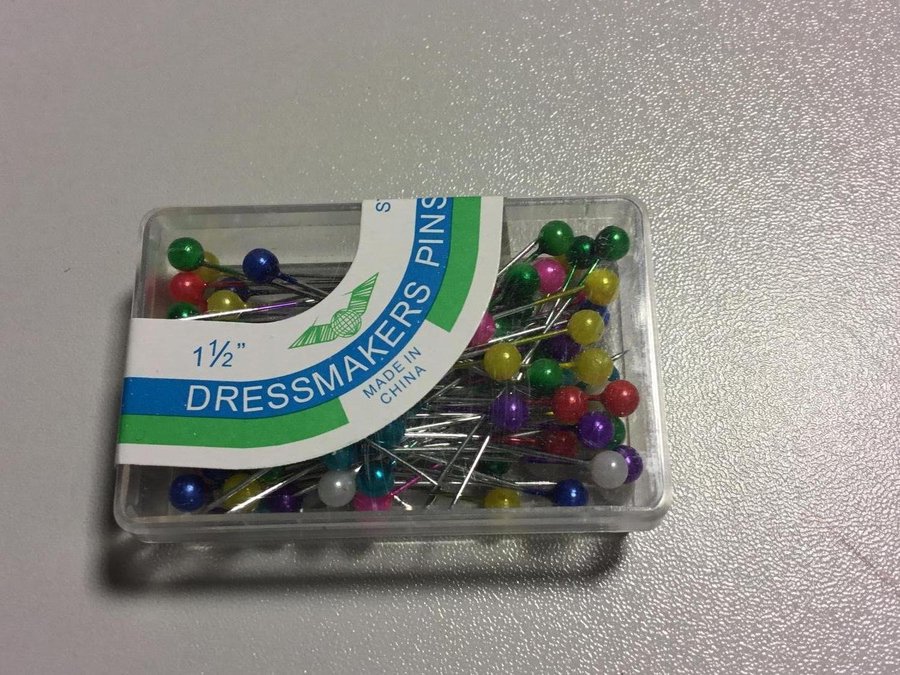 1½"
DRESSMAKERS PINS
MADE IN
CHINA